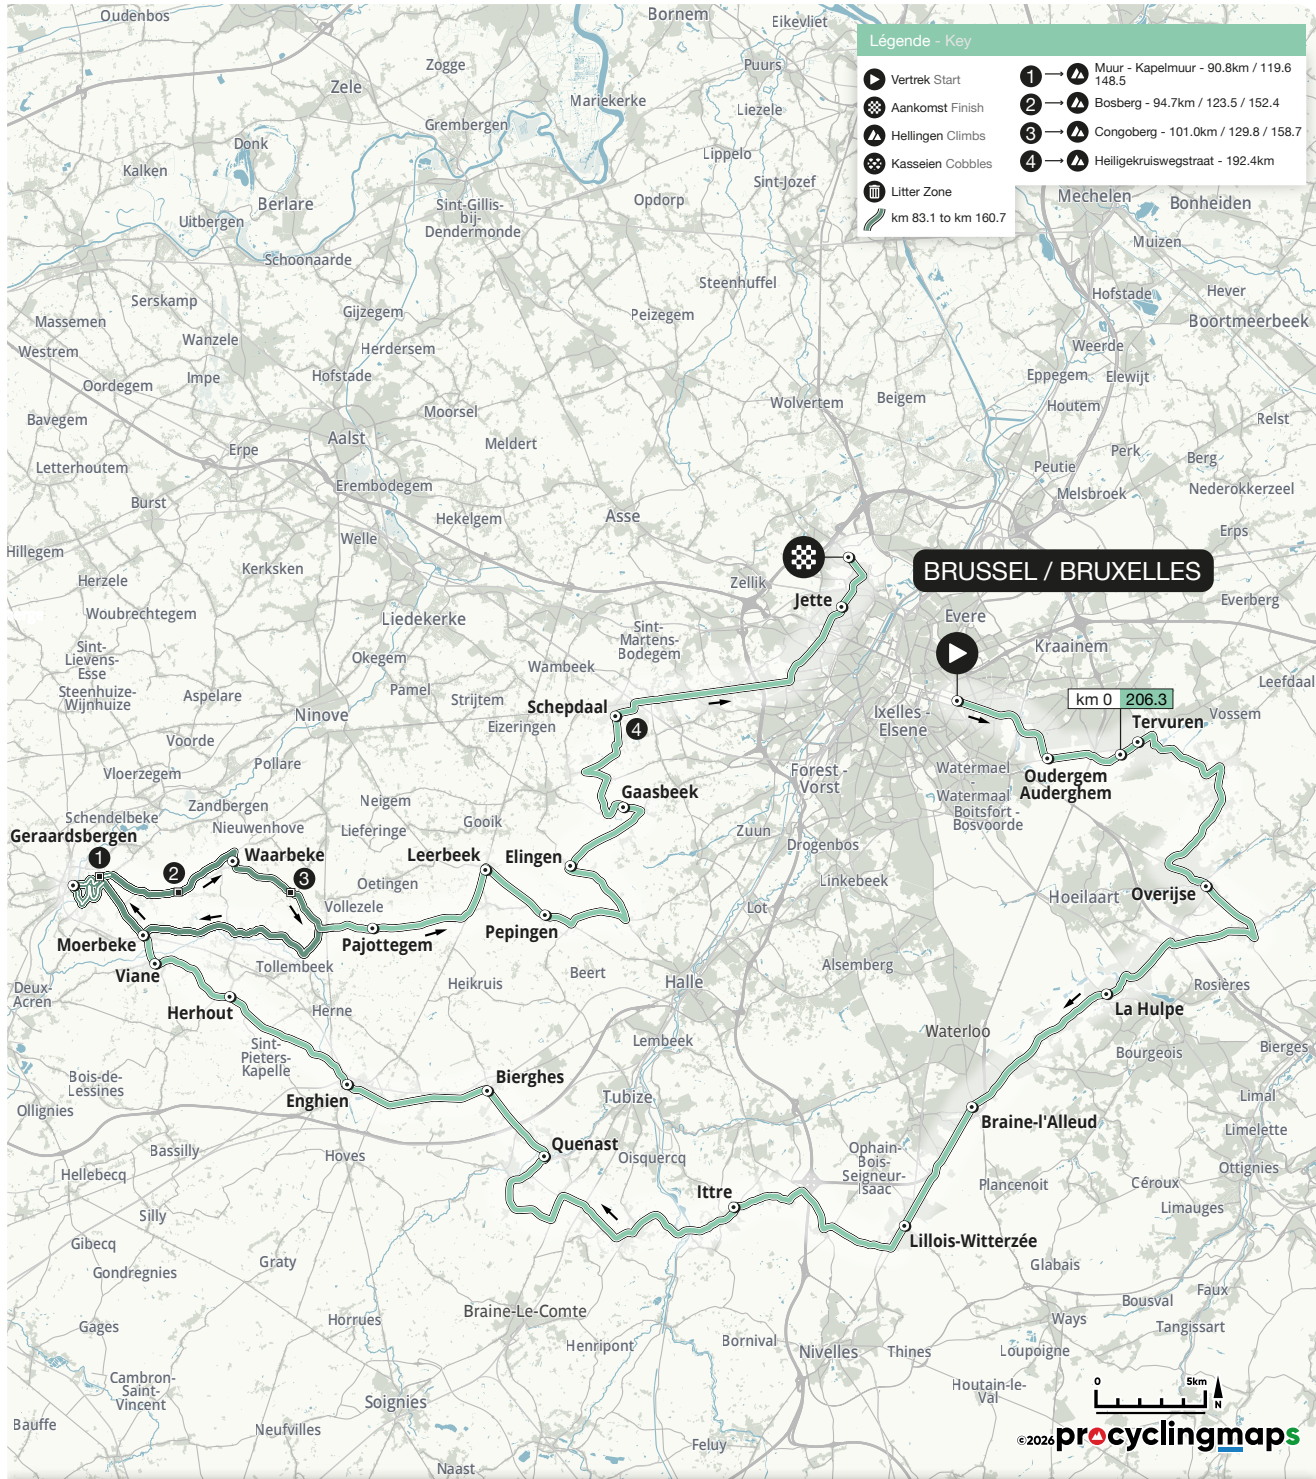 Oudenbos
Bornem
Eikevliet
Légende - Key
Vertrek Start
Aankomst Finish
Hellingen Climbs
Kasseien Cobbles
Litter Zone
km 83.1 to km 160.7
1 Muur - Kapelmuur - 90.8km / 119.6
148.5
2 Bosberg - 94.7km / 123.5 / 152.4
3 Congoberg - 101.0km / 129.8 / 158.7
4 Heiligekruiswegstraat - 192.4km
Zogge
Puurs
Zele
Mariekerke
Liezele
Grembergen
Donk
Lippelo
Kalken
Sint-Jozef
Berlare
Opdorp
Mechelen
Bonheiden
Sint-Gillis-
bij-
Dendermonde
Uitbergen
Muizen
Schoonaarde
Steenhuffel
Hofstade
Hever
Serskamp
Gijzegem
Peizegem
Boortmeerbeek
Massemen
Wanzele
Herdersem
Weerde
Westrem
Impe
Hofstade
Eppegem
Elewijt
Oordegem
Wolvertem
Beigem
Houtem
Bavegem
Moorsel
Relst
Aalst
Meldert
Erpe
Perk
Berg
Letterhoutem
Peutie
Erembodegem
Melsbroek
Nederokkerzeel
Burst
Hekelgem
Asse
Erps
Welle
Hillegem
BRUSSEL / BRUXELLES
Herzele
Kerksken
Zellik
Jette
Everberg
Woubrechtegem
Liedekerke
Evere
Sint-
Martens-
Bodegem
Kraainem
Sint-
Lievens-
Esse
Okegem
Wambeek
Leefdaal
Steenhuize-
Wijnhuize
Aspelare
Pamel
Strijtem
km 0 206.3
Schepdaal
Ninove
Ixelles -
Elsene
Vossem
Tervuren
Eizeringen
4
Voorde
Pollare
Vloerzegem
Forest -
Vorst
Watermael
-
Watermaal
Boitsfort -
Bosvoorde
Oudergem
Auderghem
Gaasbeek
Zandbergen
Neigem
Schendelbeke
Nieuwenhove
Lieferinge
Gooik
Zuun
Geraardsbergen
Drogenbos
1
Waarbeke
Leerbeek
Elingen
2
3
Oetingen
Linkebeek
Hoeilaart
Overijse
Vollezele
Lot
Moerbeke
Pajottegem
Pepingen
Viane
Tollembeek
Beert
Alsemberg
Deux-
Acren
Heikruis
Halle
Rosières
Herhout
Herne
La Hulpe
Waterloo
Sint-
Pieters-
Kapelle
Lembeek
Bierges
Bourgeois
Bois-de-
Lessines
Bierghes
Enghien
Tubize
Limal
Ollignies
Braine-l'Alleud
Limelette
Quenast
Bassilly
Hoves
Oisquercq
Ophain-
Bois-
Seigneur-
Isaac
Hellebecq
Ottignies
Ittre
Plancenoit
Céroux
Silly
Limauges
Gibecq
Lillois-Witterzée
Graty
Gondregnies
Glabais
Faux
Braine-Le-Comte
Bousval
Horrues
Ways
Gages
Tangissart
Henripont
Bornival
Nivelles
Thines
Loupoigne
Cambron-
Saint-
Vincent
Houtain-le-
Val
0 5km
Soignies
N
Bauffe
Neufvilles
Feluy
©2026 procyclingmaps
Naast